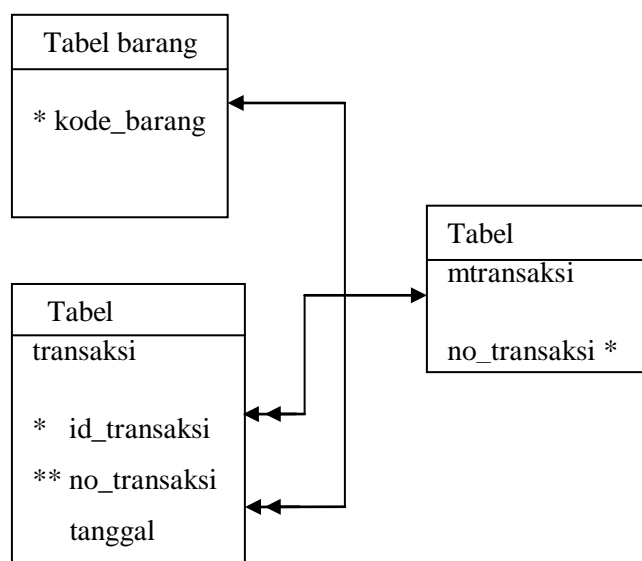 Tabel barang
* kode_barang
Tabel
mtransaksi
no_transaksi *
Tabel
transaksi
* id_transaksi
** no_transaksi
tanggal